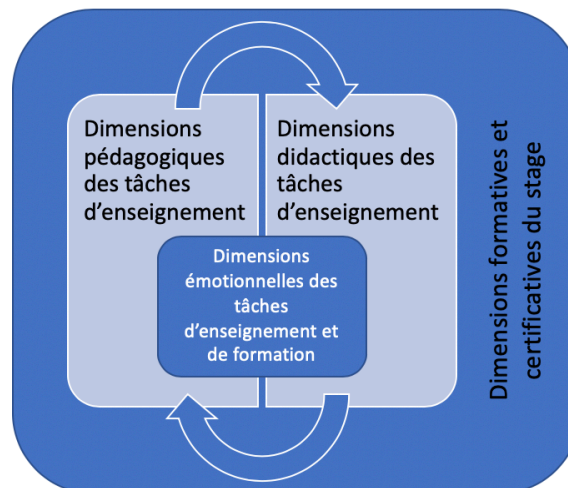 Dimensions
pédagogiques
des tâches
d'enseignement
Dimensions
didactiques des
tâches
d'enseignement
Dimensions
émotionnelles des
tâches
d'enseignement et
de formation
Dimensions formatives et
certificatives du stage